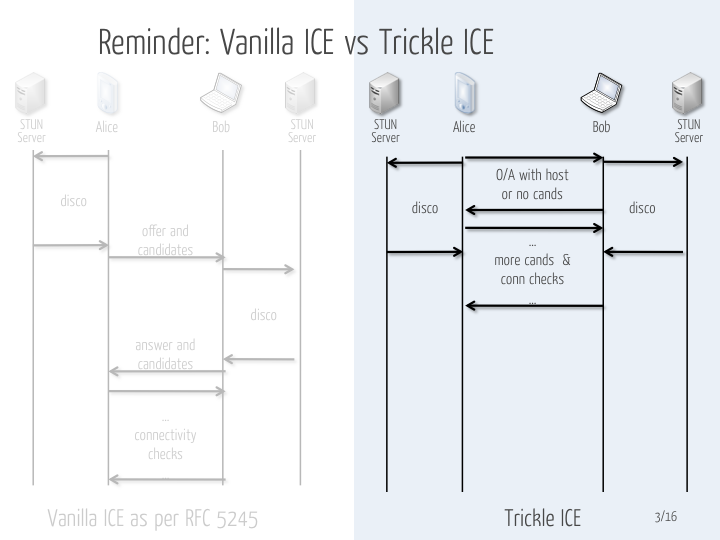 Reminder: Vanilla ICE vs Trickle ICE
STUN
Server
Alice
Bob
STUN
Server
disco
offer and
candidates
disco
answer and
candidates
...
connectivity
checks
Vanilla ICE as per RFC 5245
STUN
Server
Alice
Bob
STUN
Server
O/A with host
or no cands
disco
disco
...
more cands &
conn checks
...
Trickle ICE
3/16